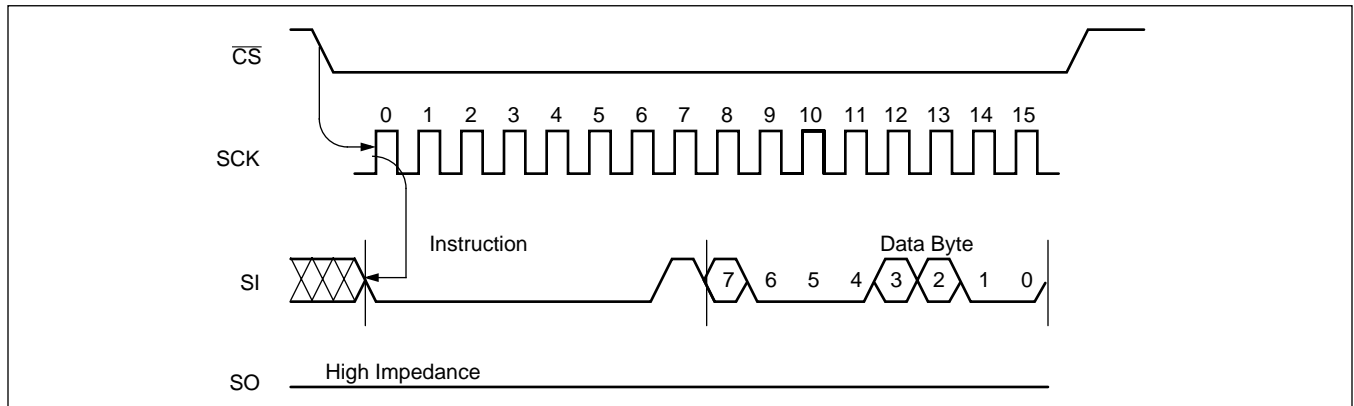 CS
0 1 2 3 4 5 6 7 8 9 10 11 12 13 14 15
SCK
Instruction
Data Byte
SI
7 6 5 4 3 2 1 0
High Impedance
SO